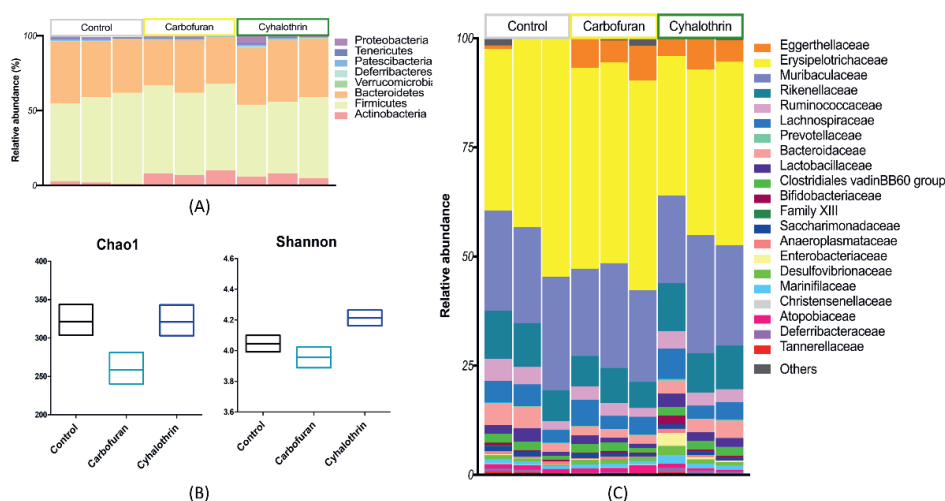 Control Carbofuran Cyhalothrin
100
50
0
Relative abundance (%)
Proteobacteria
Tenericutes
Patescibacteria
Deferribacteres
Verrucomicrobia
Bacteroidetes
Firmicutes
Actinobacteria
(A)
Chao1
400
350
300
250
200
Control
Carbofuran
Cyhalothrin
Shannon
4.6
4.4
4.2
4.0
3.8
3.6
Control
Carbofuran
Cyhalothrin
(B)
Control Carbofuran Cyhalothrin
100
75
50
25
0
Relative abundance
Eggerthellaceae
Erysipelotrichaceae
Muribaculaceae
Rikenellaceae
Ruminococcaceae
Lachnospiraceae
Prevotellaceae
Bacteroidaceae
Lactobacillaceae
Clostridiales vadinBB60 group
Bifidobacteriaceae
Family XIII
Saccharimonadaceae
Anaeroplasmataceae
Enterobacteriaceae
Desulfovibrionaceae
Marinifilaceae
Christensenellaceae
Atopobiaceae
Deferribacteraceae
Tannerellaceae
Others
(C)